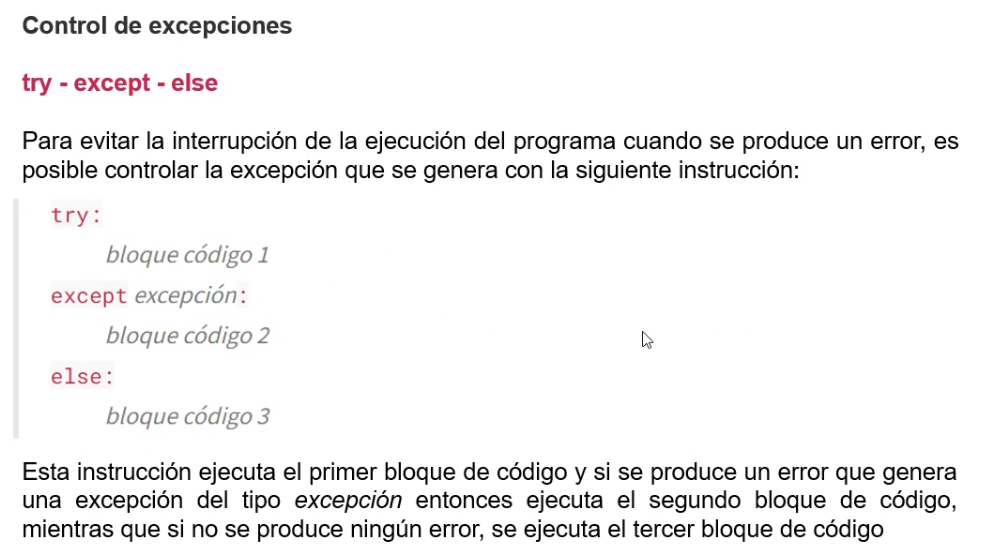 Control de excepciones
try - except - else
Para evitar la interrupción de la ejecución del programa cuando se produce un error, es
posible controlar la excepción que se genera con la siguiente instrucción:
try:
bloque código 1
except excepción:
bloque código 2
else:
bloque código 3
Esta instrucción ejecuta el primer bloque de código y si se produce un error que genera
una excepción del tipo excepción entonces ejecuta el segundo bloque de código,
mientras que si no se produce ningún error, se ejecuta el tercer bloque de código